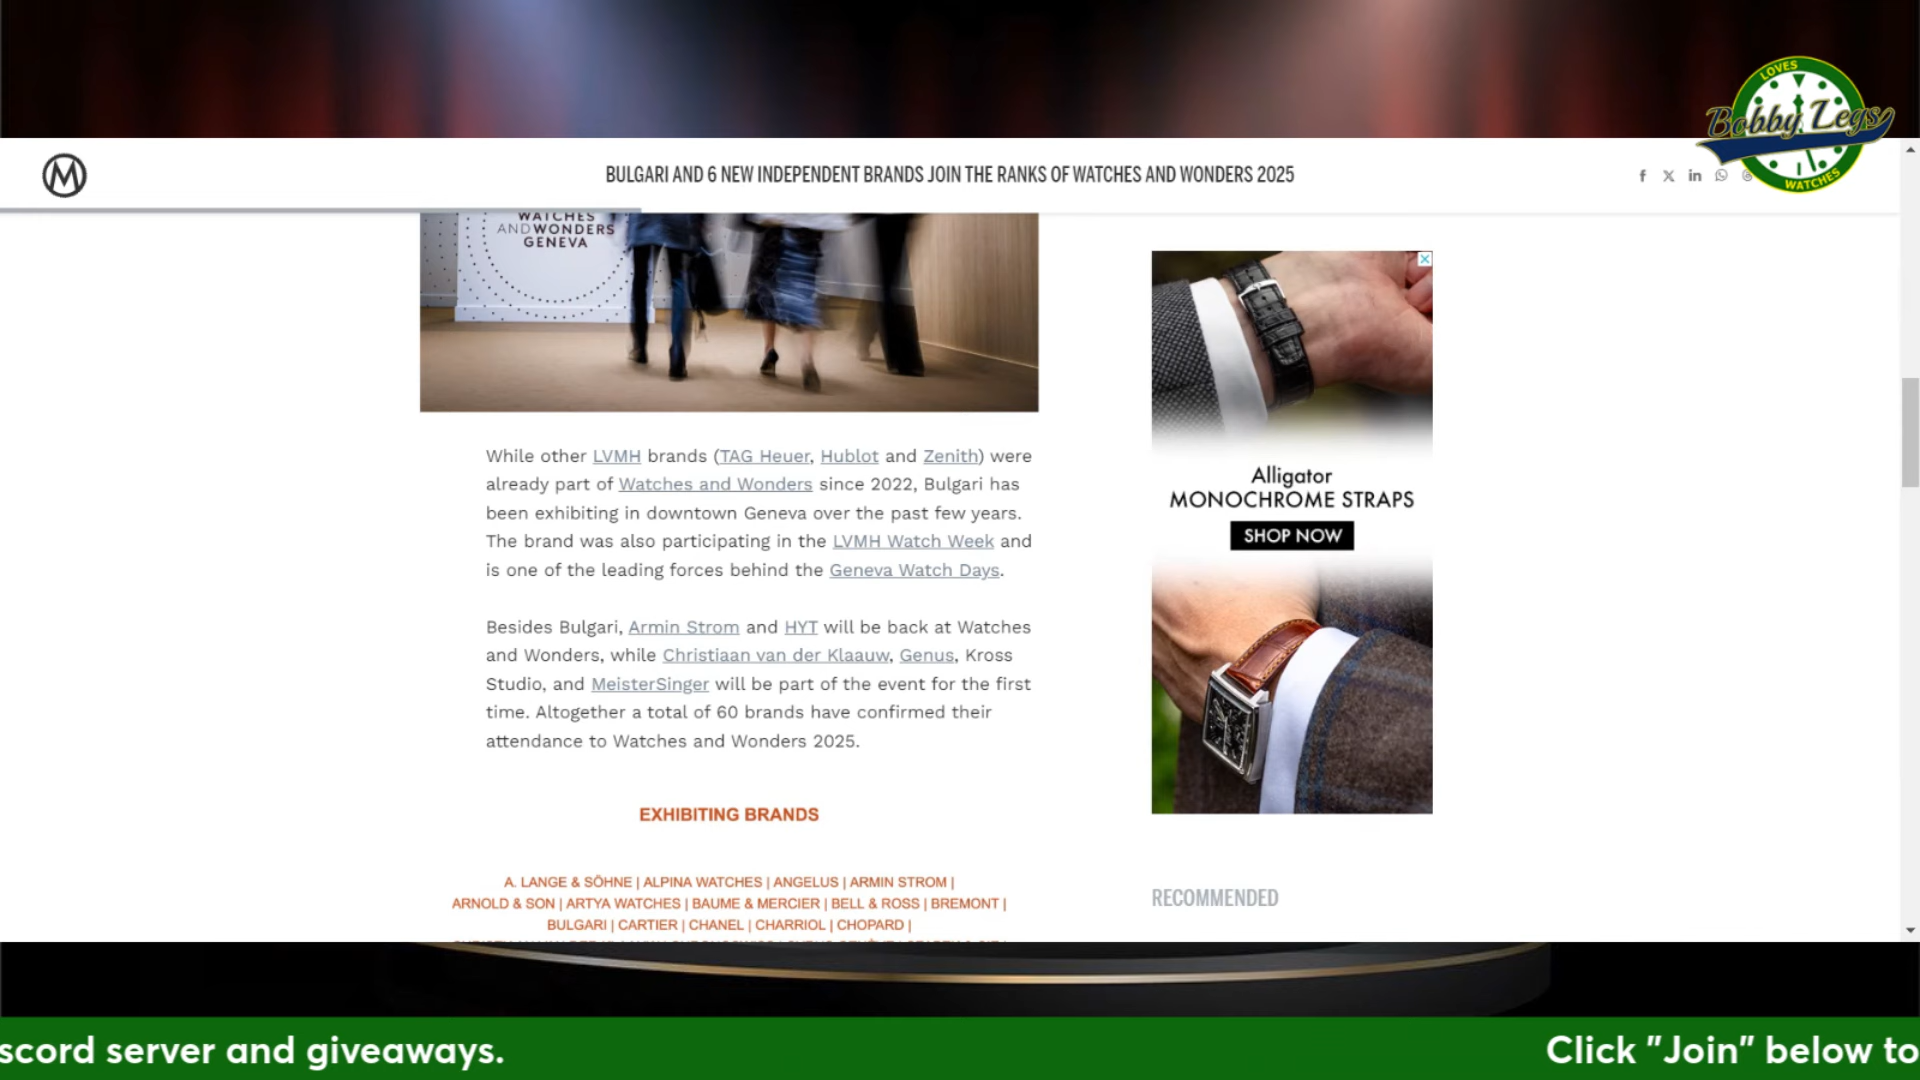 LOVES
Bobby Legs
WATCHES
BULGARI AND 6 NEW INDEPENDENT BRANDS JOIN THE RANKS OF WATCHES AND WONDERS 2025
WATCHES
ANDWONDERS
GENEVA
While other LVMH brands (TAG Heuer, Hublot and Zenith) were
already part of Watches and Wonders since 2022, Bulgari has
been exhibiting in downtown Geneva over the past few years.
The brand was also participating in the LVMH Watch Week and
is one of the leading forces behind the Geneva Watch Days.
Besides Bulgari, Armin Strom and HYT will be back at Watches
and Wonders, while Christiaan van der Klaauw, Genus, Kross
Studio, and MeisterSinger will be part of the event for the first
time. Altogether a total of 60 brands have confirmed their
attendance to Watches and Wonders 2025.
EXHIBITING BRANDS
A. LANGE & SÖHNE | ALPINA WATCHES | ANGELUS | ARMIN STROM |
ARNOLD & SON | ARTYA WATCHES | BAUME & MERCIER | BELL & ROSS | BREMONT |
BULGARI | CARTIER | CHANEL | CHARRIOL | CHOPARD |
Alligator
MONOCHROME STRAPS
SHOP NOW
RECOMMENDED
scord server and giveaways.
Click "Join" below to